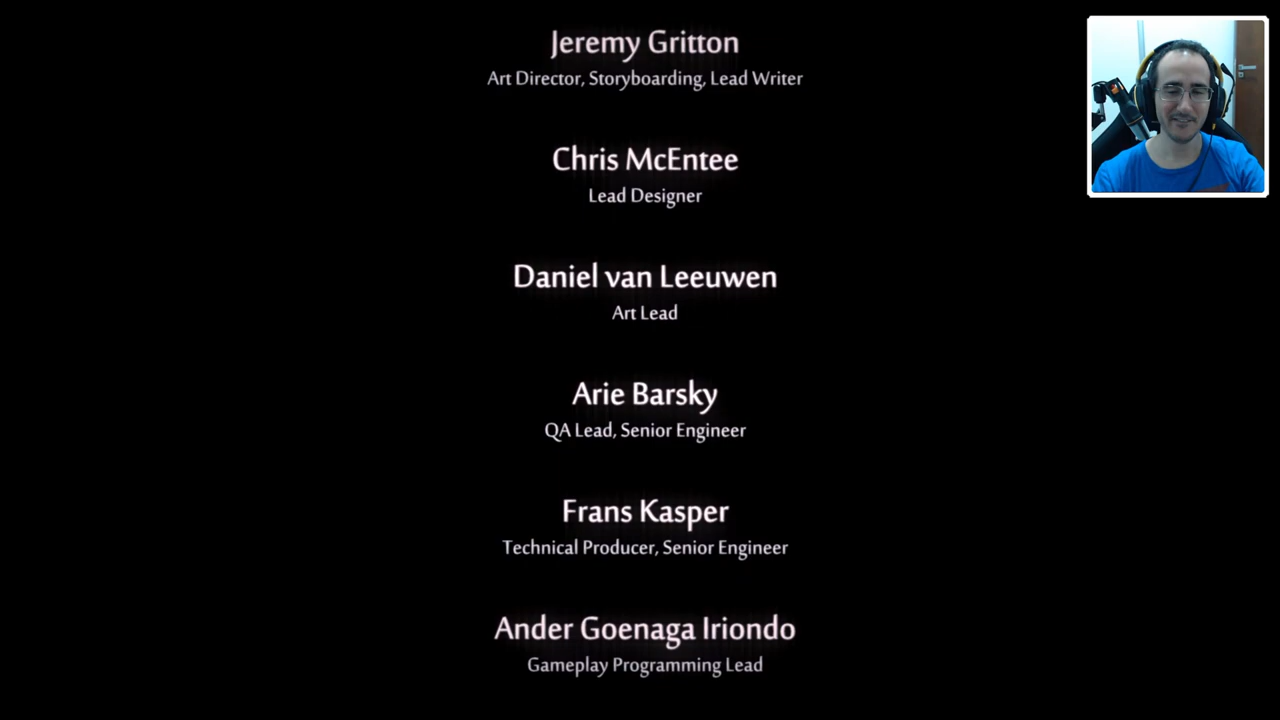 Jeremy Gritton
Art Director, Storyboarding, Lead Writer
Chris McEntee
Lead Designer
Daniel van Leeuwen
Art Lead
Arie Barsky
QA Lead, Senior Engineer
Frans Kasper
Technical Producer, Senior Engineer
Ander Goenaga Iriondo
Gameplay Programming Lead